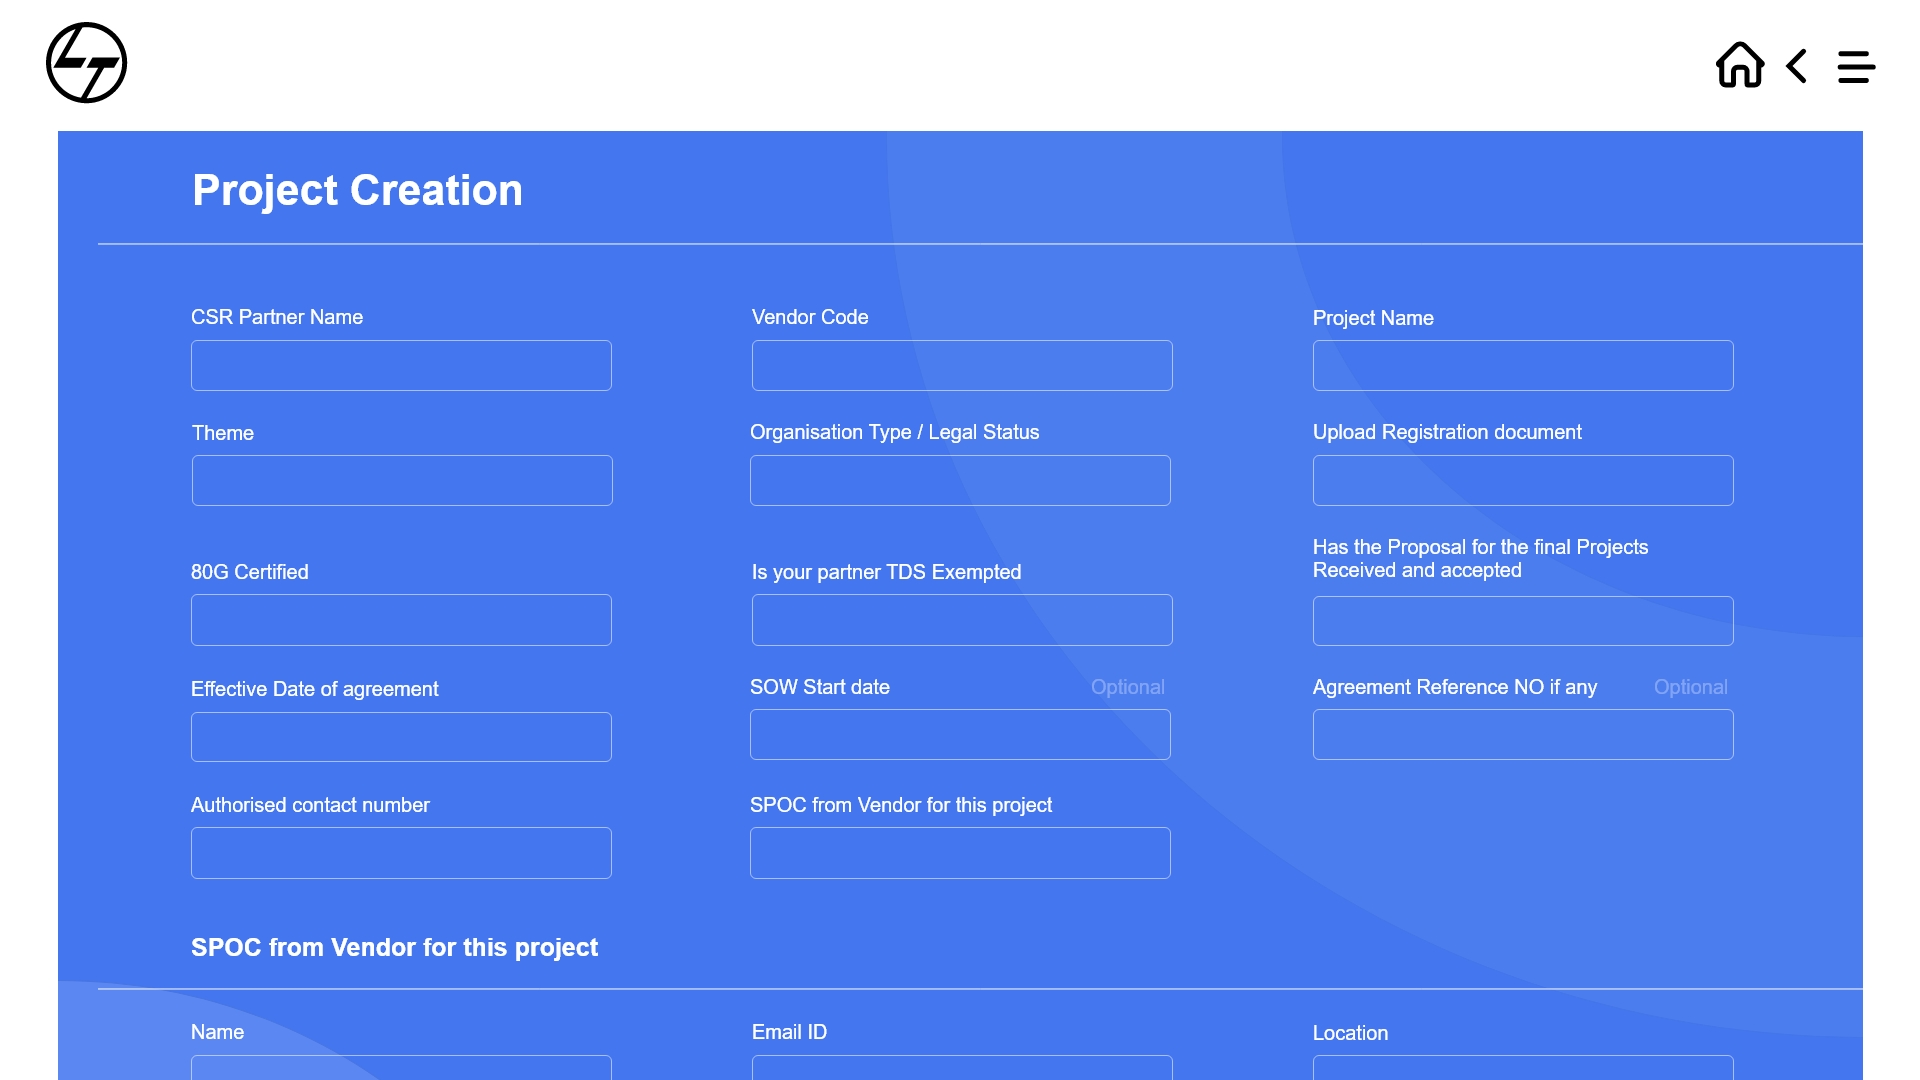 LT
Project Creation
CSR Partner Name
Vendor Code
Project Name
Theme
Organisation Type / Legal Status
Upload Registration document
80G Certified
Is your partner TDS Exempted
Has the Proposal for the final Projects
Received and accepted
Effective Date of agreement
SOW Start date
Optional
Agreement Reference NO if any
Optional
Authorised contact number
SPOC from Vendor for this project
SPOC from Vendor for this project
Name
Email ID
Location